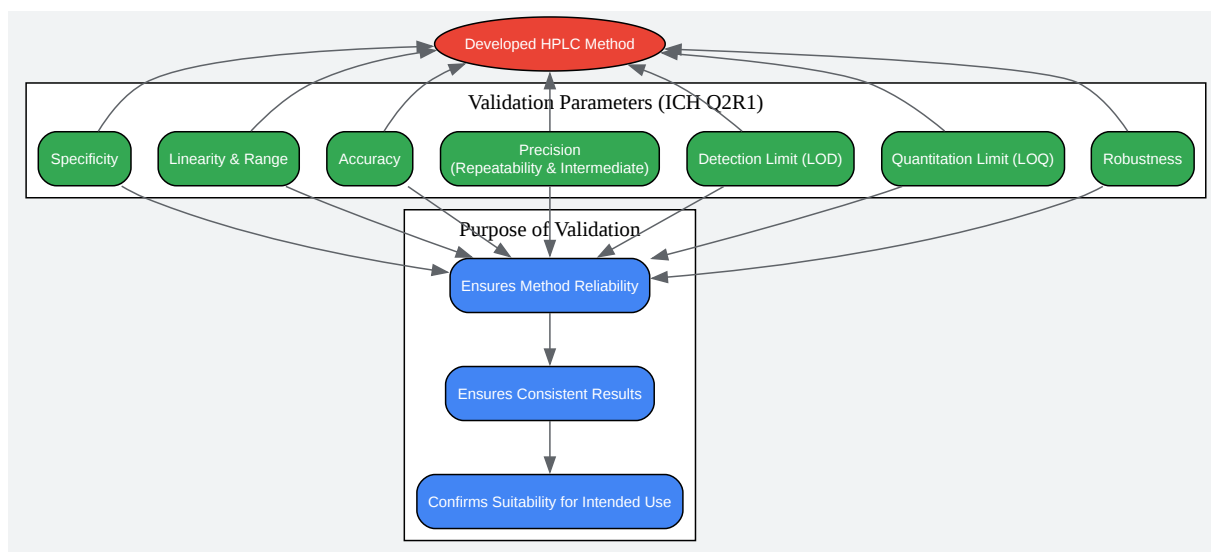 Developed HPLC Method
Validation Parameters (ICH Q2R1)
Specificity
Linearity & Range
Accuracy
Precision
(Repeatability & Intermediate)
Detection Limit (LOD)
Quantitation Limit (LOQ)
Robustness
Purpose of Validation
Ensures Method Reliability
Ensures Consistent Results
Confirms Suitability for Intended Use